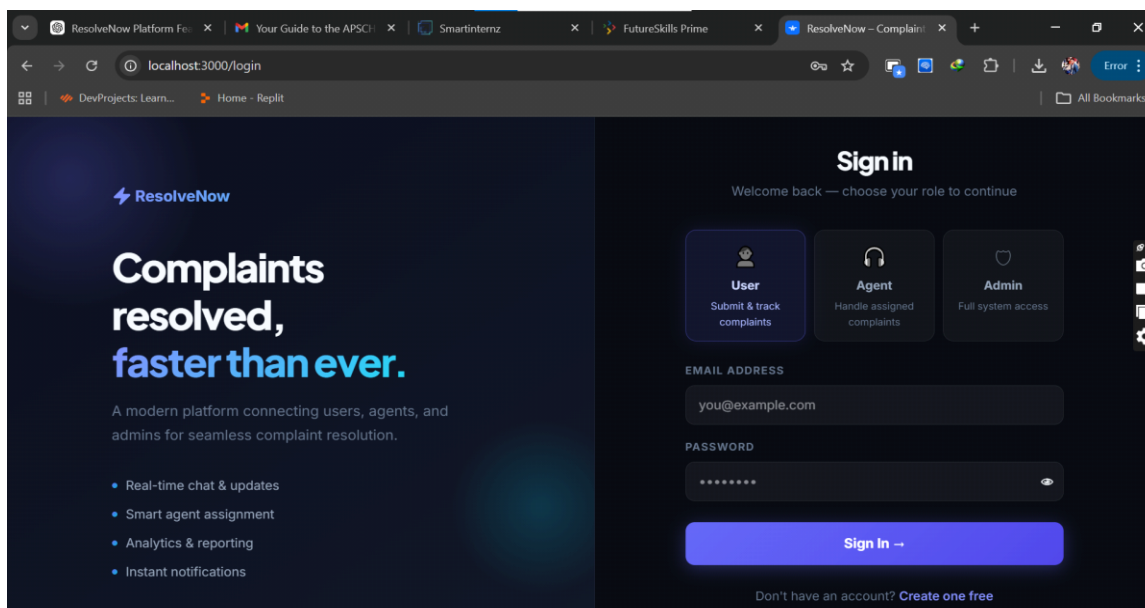 ResolveNow Platform Fea
Your Guide to the APSCH
Smartinternz
FutureSkills Prime
ResolveNow – Complaint
localhost:3000/login
Error
DevProjects: Learn...
Home - Replit
All Bookmarks
ResolveNow
Complaints
resolved,
faster than ever.
A modern platform connecting users, agents, and
admins for seamless complaint resolution.
Real-time chat & updates
Smart agent assignment
Analytics & reporting
Instant notifications
Sign in
Welcome back — choose your role to continue
User
Submit & track
complaints
Agent
Handle assigned
complaints
Admin
Full system access
EMAIL ADDRESS
you@example.com
PASSWORD
••••••••
Sign In →
Don't have an account? Create one free